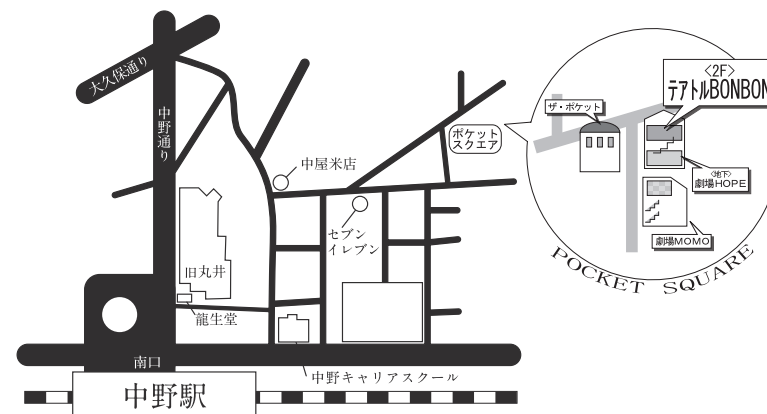 大久保通り
中野通り
中屋米店
ポケット
スクエア
セブン
イレブン
旧丸井
龍生堂
南口
中野駅
中野キャリアスクール
ザ・ポケット
〈2F〉
テアトルBONBON
〈地下〉
劇場HOPE
劇場MOMO
POCKET SQUARE